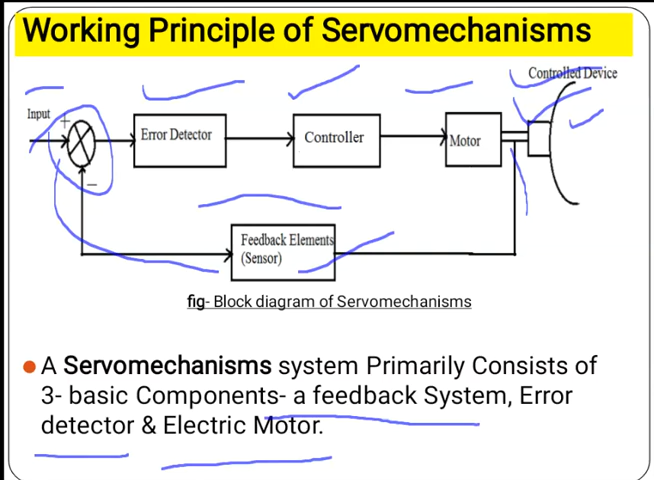 Working Principle of Servomechanisms
Controlled Device
Input
+
Error Detector
Controller
Motor
−
Feedback Elements
(Sensor)
fig- Block diagram of Servomechanisms
A Servomechanisms system Primarily Consists of
3- basic Components- a feedback System, Error
detector & Electric Motor.